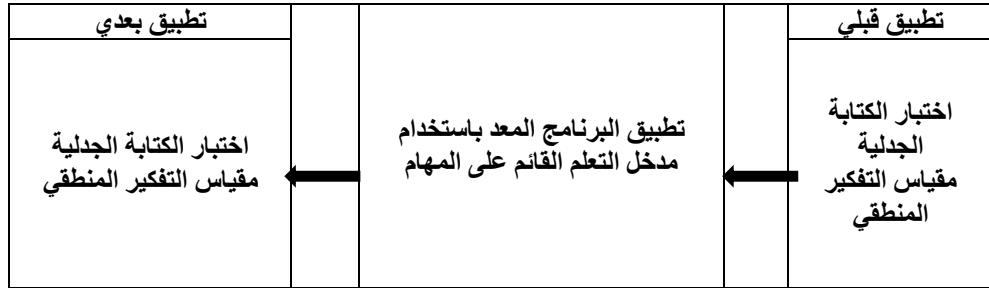 تطبيق قبلي
اختبار الكتابة
الجدلية
مقياس التفكير
المنطقي
تطبيق البرنامج المعد باستخدام
مدخل التعلم القائم على المهام
تطبيق بعدي
اختبار الكتابة الجدلية
مقياس التفكير المنطقي